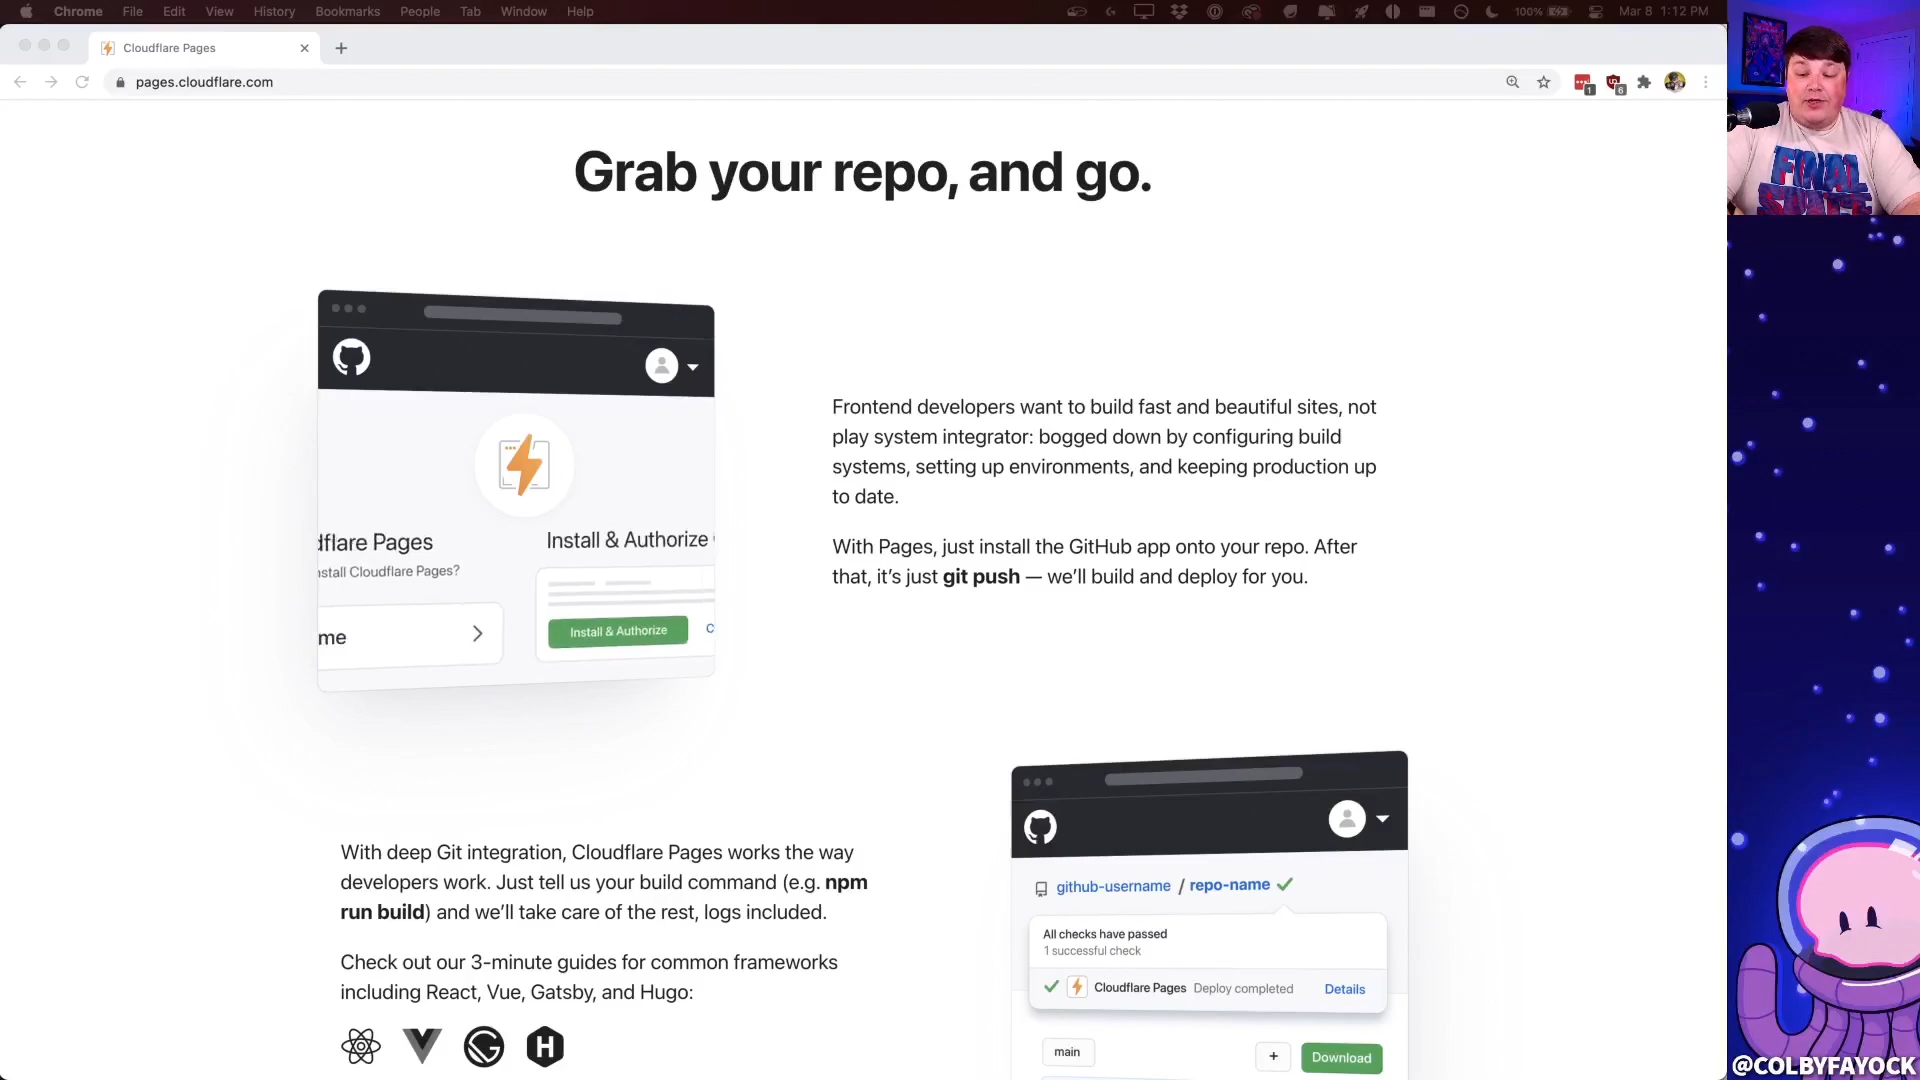 Chrome File Edit View History Bookmarks People Tab Window Help
100% Mar 8 1:12 PM
Cloudflare Pages
pages.cloudflare.com
1
6
Grab your repo, and go.
dflare Pages
nstall Cloudflare Pages?
me
Install & Authorize
Install & Authorize
C
Frontend developers want to build fast and beautiful sites, not
play system integrator: bogged down by configuring build
systems, setting up environments, and keeping production up
to date.
With Pages, just install the GitHub app onto your repo. After
that, it’s just git push — we’ll build and deploy for you.
With deep Git integration, Cloudflare Pages works the way
developers work. Just tell us your build command (e.g. npm
run build) and we’ll take care of the rest, logs included.
Check out our 3-minute guides for common frameworks
including React, Vue, Gatsby, and Hugo:
H
github-username / repo-name
All checks have passed
1 successful check
Cloudflare Pages Deploy completed Details
main
+
Download
FINAL
SPACE
@COLBYFAYOCK